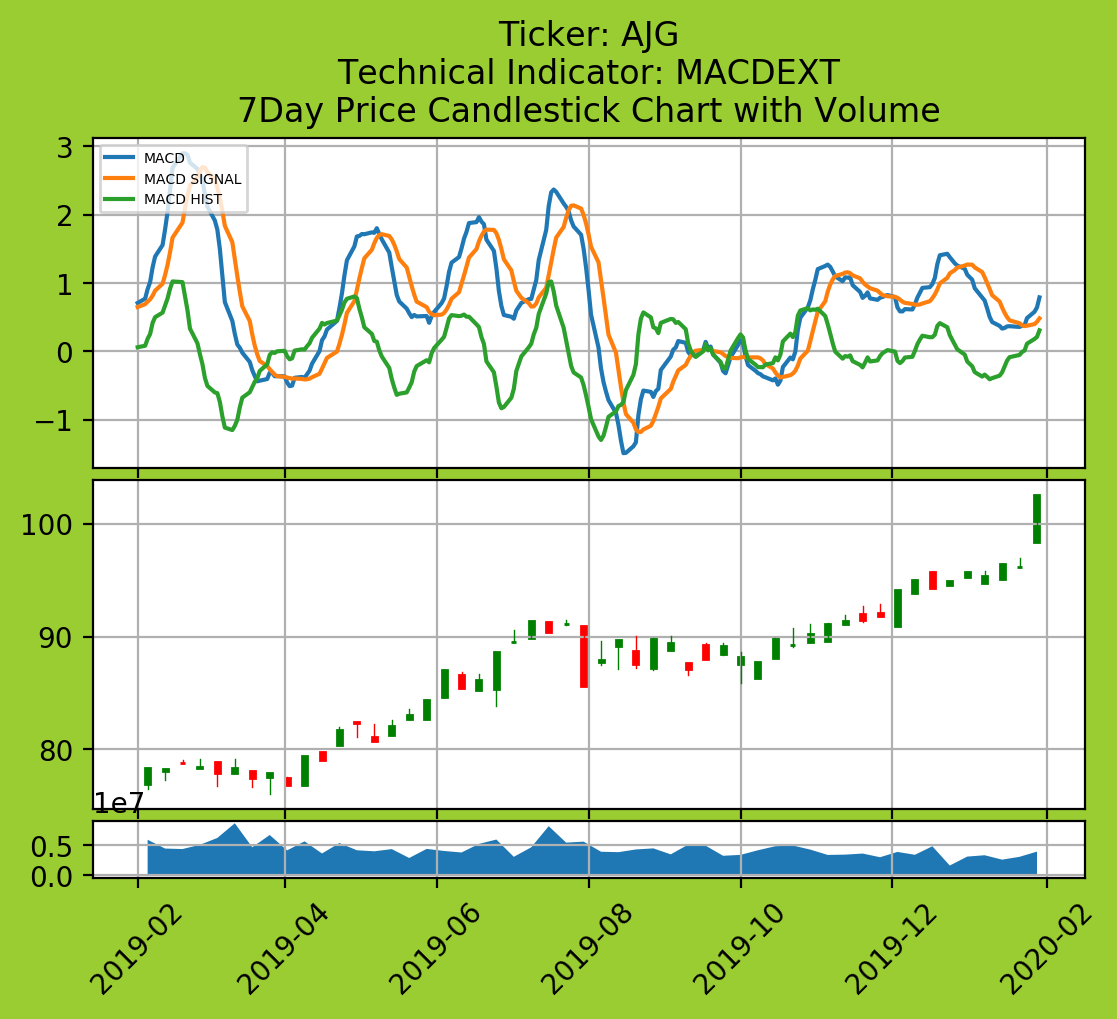 Ticker: AJG
Technical Indicator: MACDEXT
7Day Price Candlestick Chart with Volume
MACD
MACD SIGNAL
MACD HIST
3
2
1
0
−1
100
90
80
1e7
0.5
0.0
2019-02
2019-04
2019-06
2019-08
2019-10
2019-12
2020-02